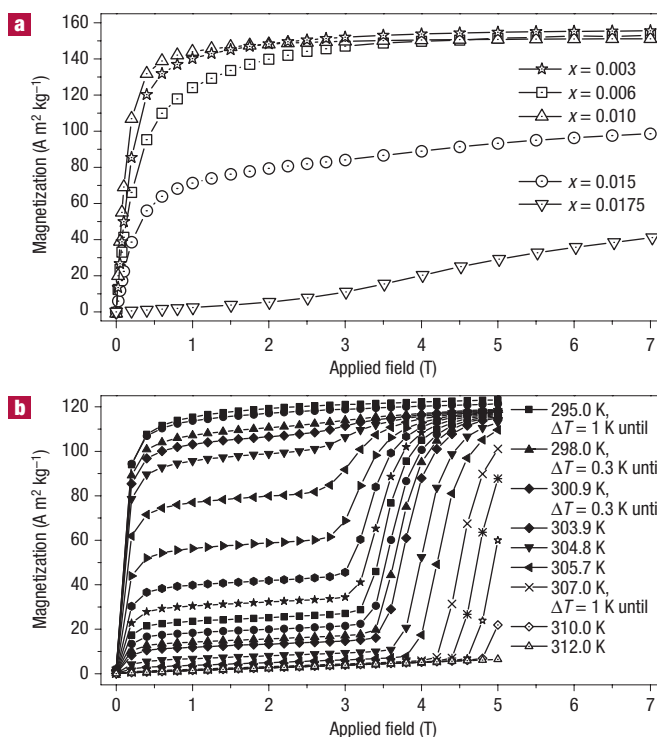 a
160
140
120
100
80
60
40
20
0
Magnetization (A m² kg⁻¹)
x = 0.003
x = 0.006
x = 0.010
x = 0.015
x = 0.0175
0 1 2 3 4 5 6 7
Applied field (T)
b
120
100
80
60
40
20
0
Magnetization (A m² kg⁻¹)
295.0 K,
ΔT = 1 K until
298.0 K,
ΔT = 0.3 K until
300.9 K,
ΔT = 0.3 K until
303.9 K
304.8 K
305.7 K
307.0 K,
ΔT = 1 K until
310.0 K
312.0 K
0 1 2 3 4 5 6 7
Applied field (T)